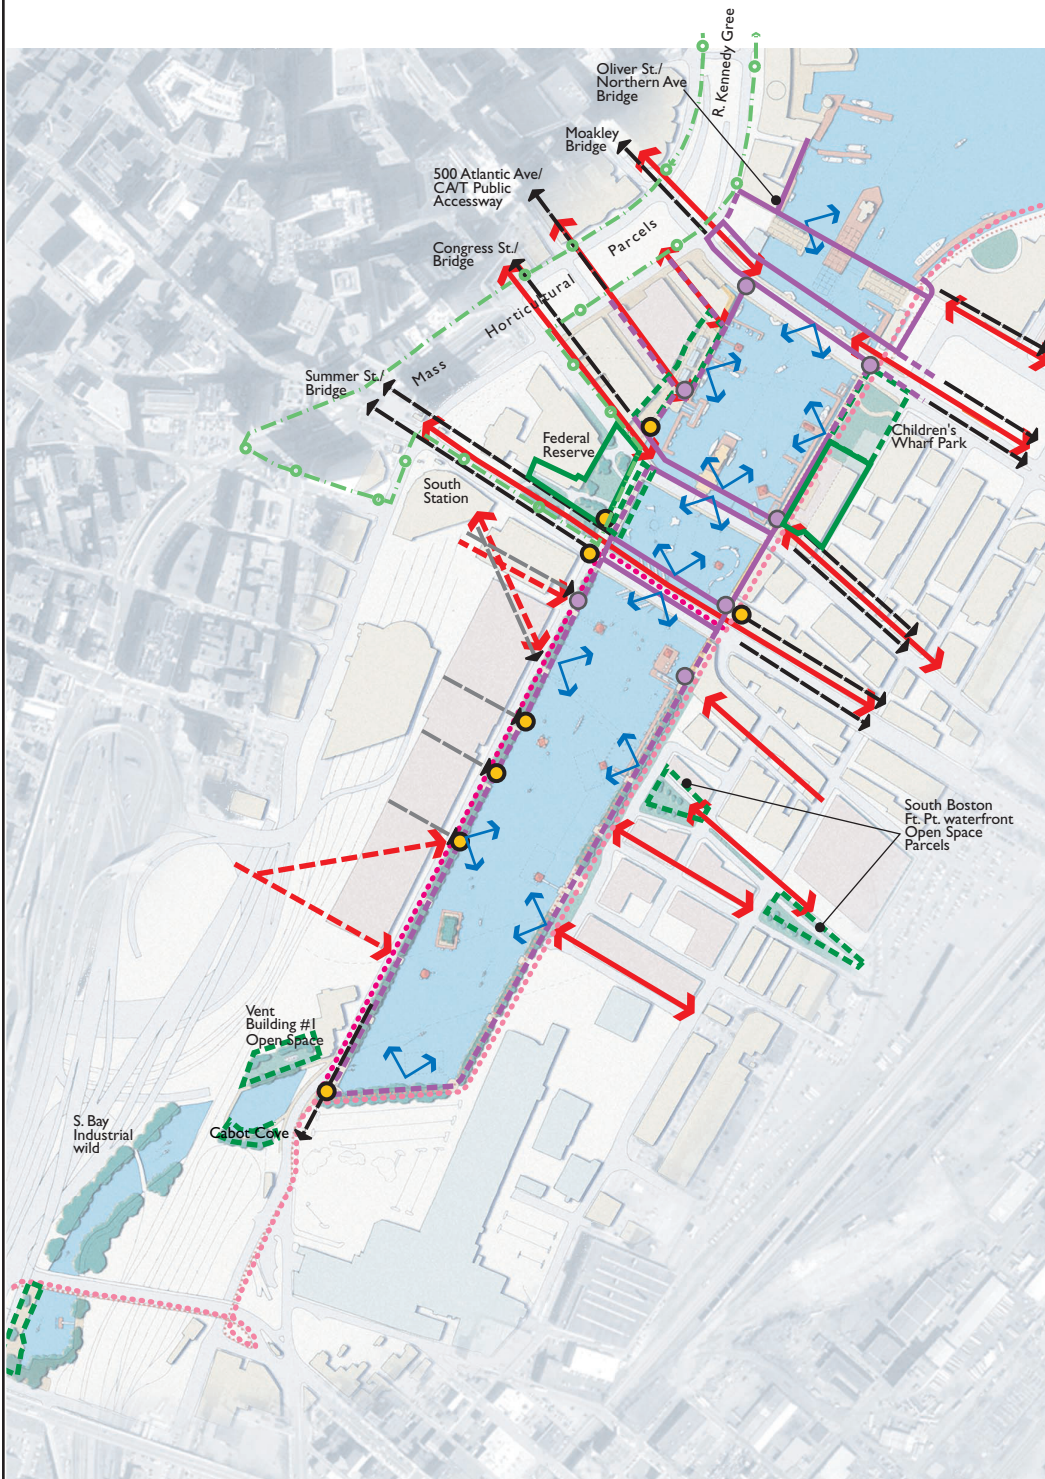 R. Kennedy Gree
Oliver St./
Northern Ave
Bridge
Moakley
Bridge
500 Atlantic Ave/
CA/T Public
Accessway
Congress St./
Bridge
Mass Horticultural Parcels
Summer St./
Bridge
Federal
Reserve
South
Station
Children's
Wharf Park
South Boston
Ft. Pt. waterfront
Open Space
Parcels
Vent
Building #1
Open Space
S. Bay
Industrial
wild
Cabot Cove